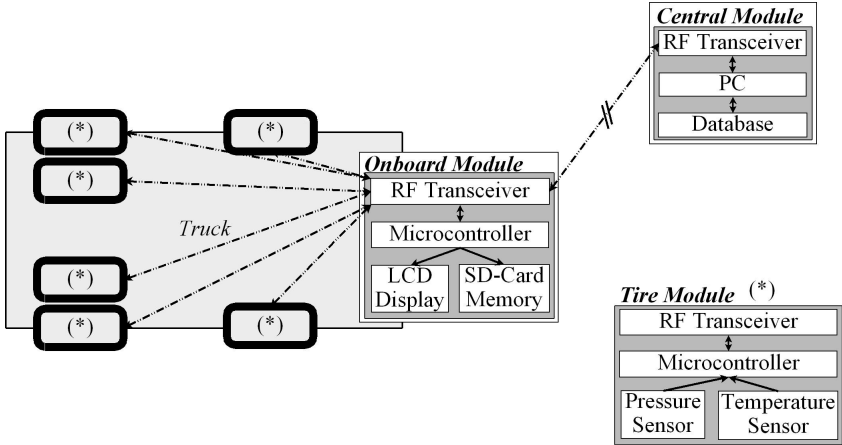 Central Module
RF Transceiver
PC
Database
(*)
(*)
(*)
Truck
(*)
(*)
(*)
Onboard Module
RF Transceiver
Microcontroller
LCD
Display
SD-Card
Memory
Tire Module (*)
RF Transceiver
Microcontroller
Pressure
Sensor
Temperature
Sensor